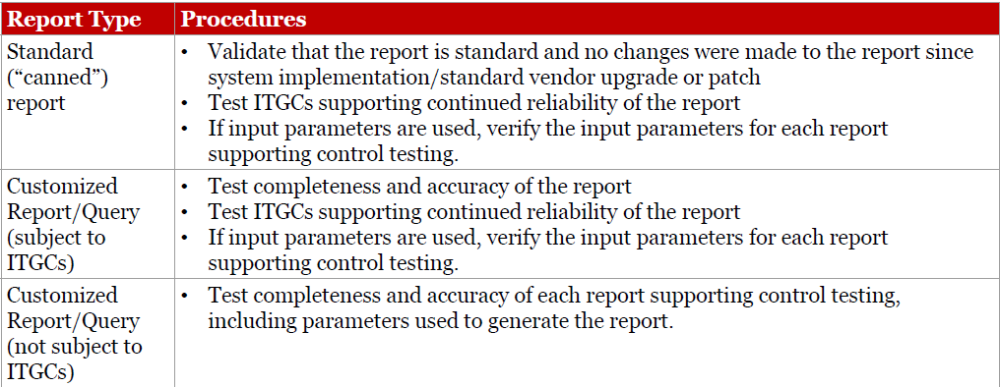 Report Type Procedures
Standard
(“canned”)
report
• Validate that the report is standard and no changes were made to the report since
system implementation/standard vendor upgrade or patch
• Test ITGCs supporting continued reliability of the report
• If input parameters are used, verify the input parameters for each report
supporting control testing.
Customized
Report/Query
(subject to
ITGCs)
• Test completeness and accuracy of the report
• Test ITGCs supporting continued reliability of the report
• If input parameters are used, verify the input parameters for each report
supporting control testing.
Customized
Report/Query
(not subject to
ITGCs)
• Test completeness and accuracy of each report supporting control testing,
including parameters used to generate the report.